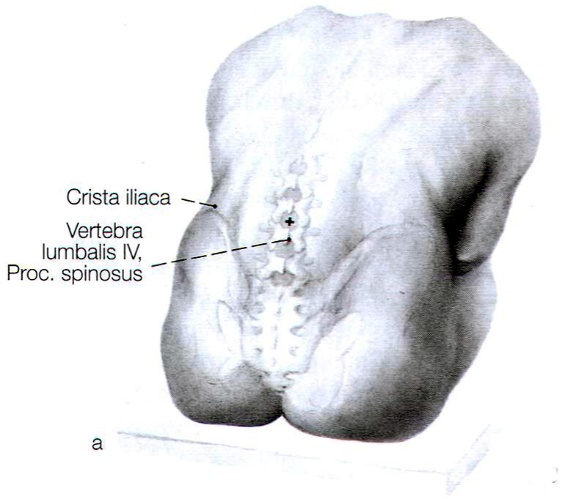 Crista iliaca
Vertebra
lumbalis IV,
Proc. spinosus
a